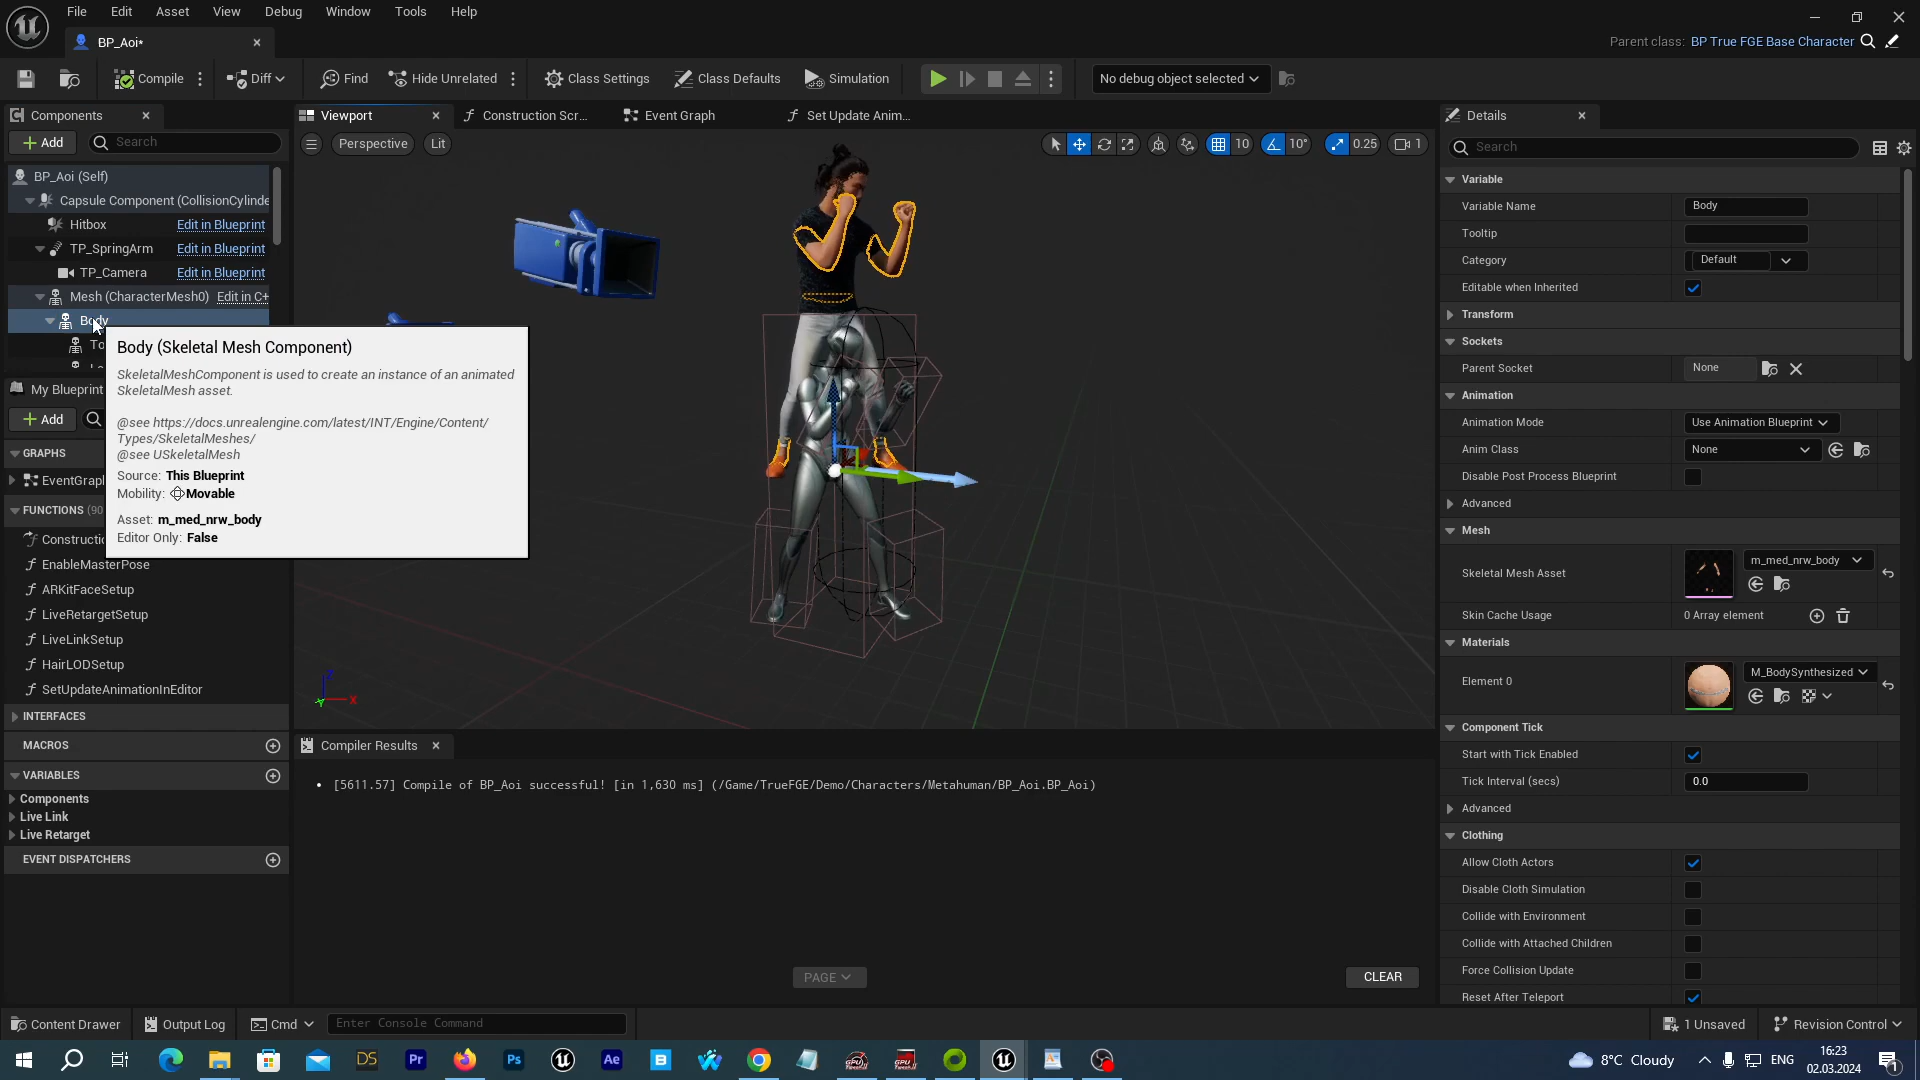 File Edit Asset View Debug Window Tools Help
BP_Aoi*
Parent class: BP True FGE Base Character
Compile Diff Find Hide Unrelated Class Settings Class Defaults Simulation No debug object selected
Components
Add Search
BP_Aoi (Self)
Capsule Component (CollisionCylinde
Hitbox Edit in Blueprint
TP_SpringArm Edit in Blueprint
TP_Camera Edit in Blueprint
Mesh (CharacterMesh0) Edit in C+
Body
To
My Blueprint
Add
GRAPHS
EventGrap
FUNCTIONS (90
Constructio
EnableMasterPose
ARKitFaceSetup
LiveRetargetSetup
LiveLinkSetup
HairLODSetup
SetUpdateAnimationInEditor
INTERFACES
MACROS
VARIABLES
Components
Live Link
Live Retarget
EVENT DISPATCHERS
Body (Skeletal Mesh Component)
SkeletalMeshComponent is used to create an instance of an animated
SkeletalMesh asset.
@see https://docs.unrealengine.com/latest/INT/Engine/Content/
Types/SkeletalMeshes/
@see USkeletalMesh
Source: This Blueprint
Mobility: Movable
Asset: m_med_nrw_body
Editor Only: False
Viewport Construction Scr... Event Graph Set Update Anim...
Perspective Lit 10 10° 0.25 1
Z
X
Y
Compiler Results
[5611.57] Compile of BP_Aoi successful! [in 1,630 ms] (/Game/TrueFGE/Demo/Characters/Metahuman/BP_Aoi.BP_Aoi)
PAGE CLEAR
Details
Search
Variable
Variable Name Body
Tooltip
Category Default
Editable when Inherited
Transform
Sockets
Parent Socket None
Animation
Animation Mode Use Animation Blueprint
Anim Class None
Disable Post Process Blueprint
Advanced
Mesh
Skeletal Mesh Asset m_med_nrw_body
Skin Cache Usage 0 Array element
Materials
Element 0 M_BodySynthesized
Component Tick
Start with Tick Enabled
Tick Interval (secs) 0.0
Advanced
Clothing
Allow Cloth Actors
Disable Cloth Simulation
Collide with Environment
Collide with Attached Children
Force Collision Update
Reset After Teleport
Content Drawer Output Log Cmd Enter Console Command 1 Unsaved Revision Control
DS Pr Ps Ae 8°C Cloudy ENG 16:23
02.03.2024 1